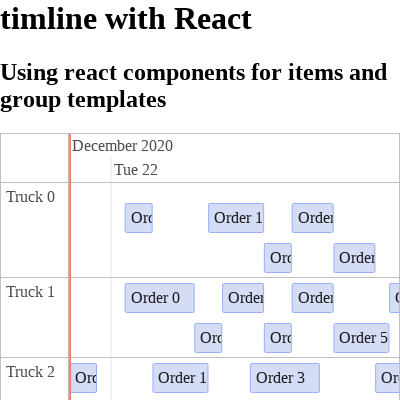 timline with React
Using react components for items and
group templates
December 2020
Tue 22
Truck 0
Orc Order 1 Order
Orc Order
Truck 1
Order 0 Order Order
Orc Orc Order 5
Truck 2
Orc Order 1 Order 3 Or